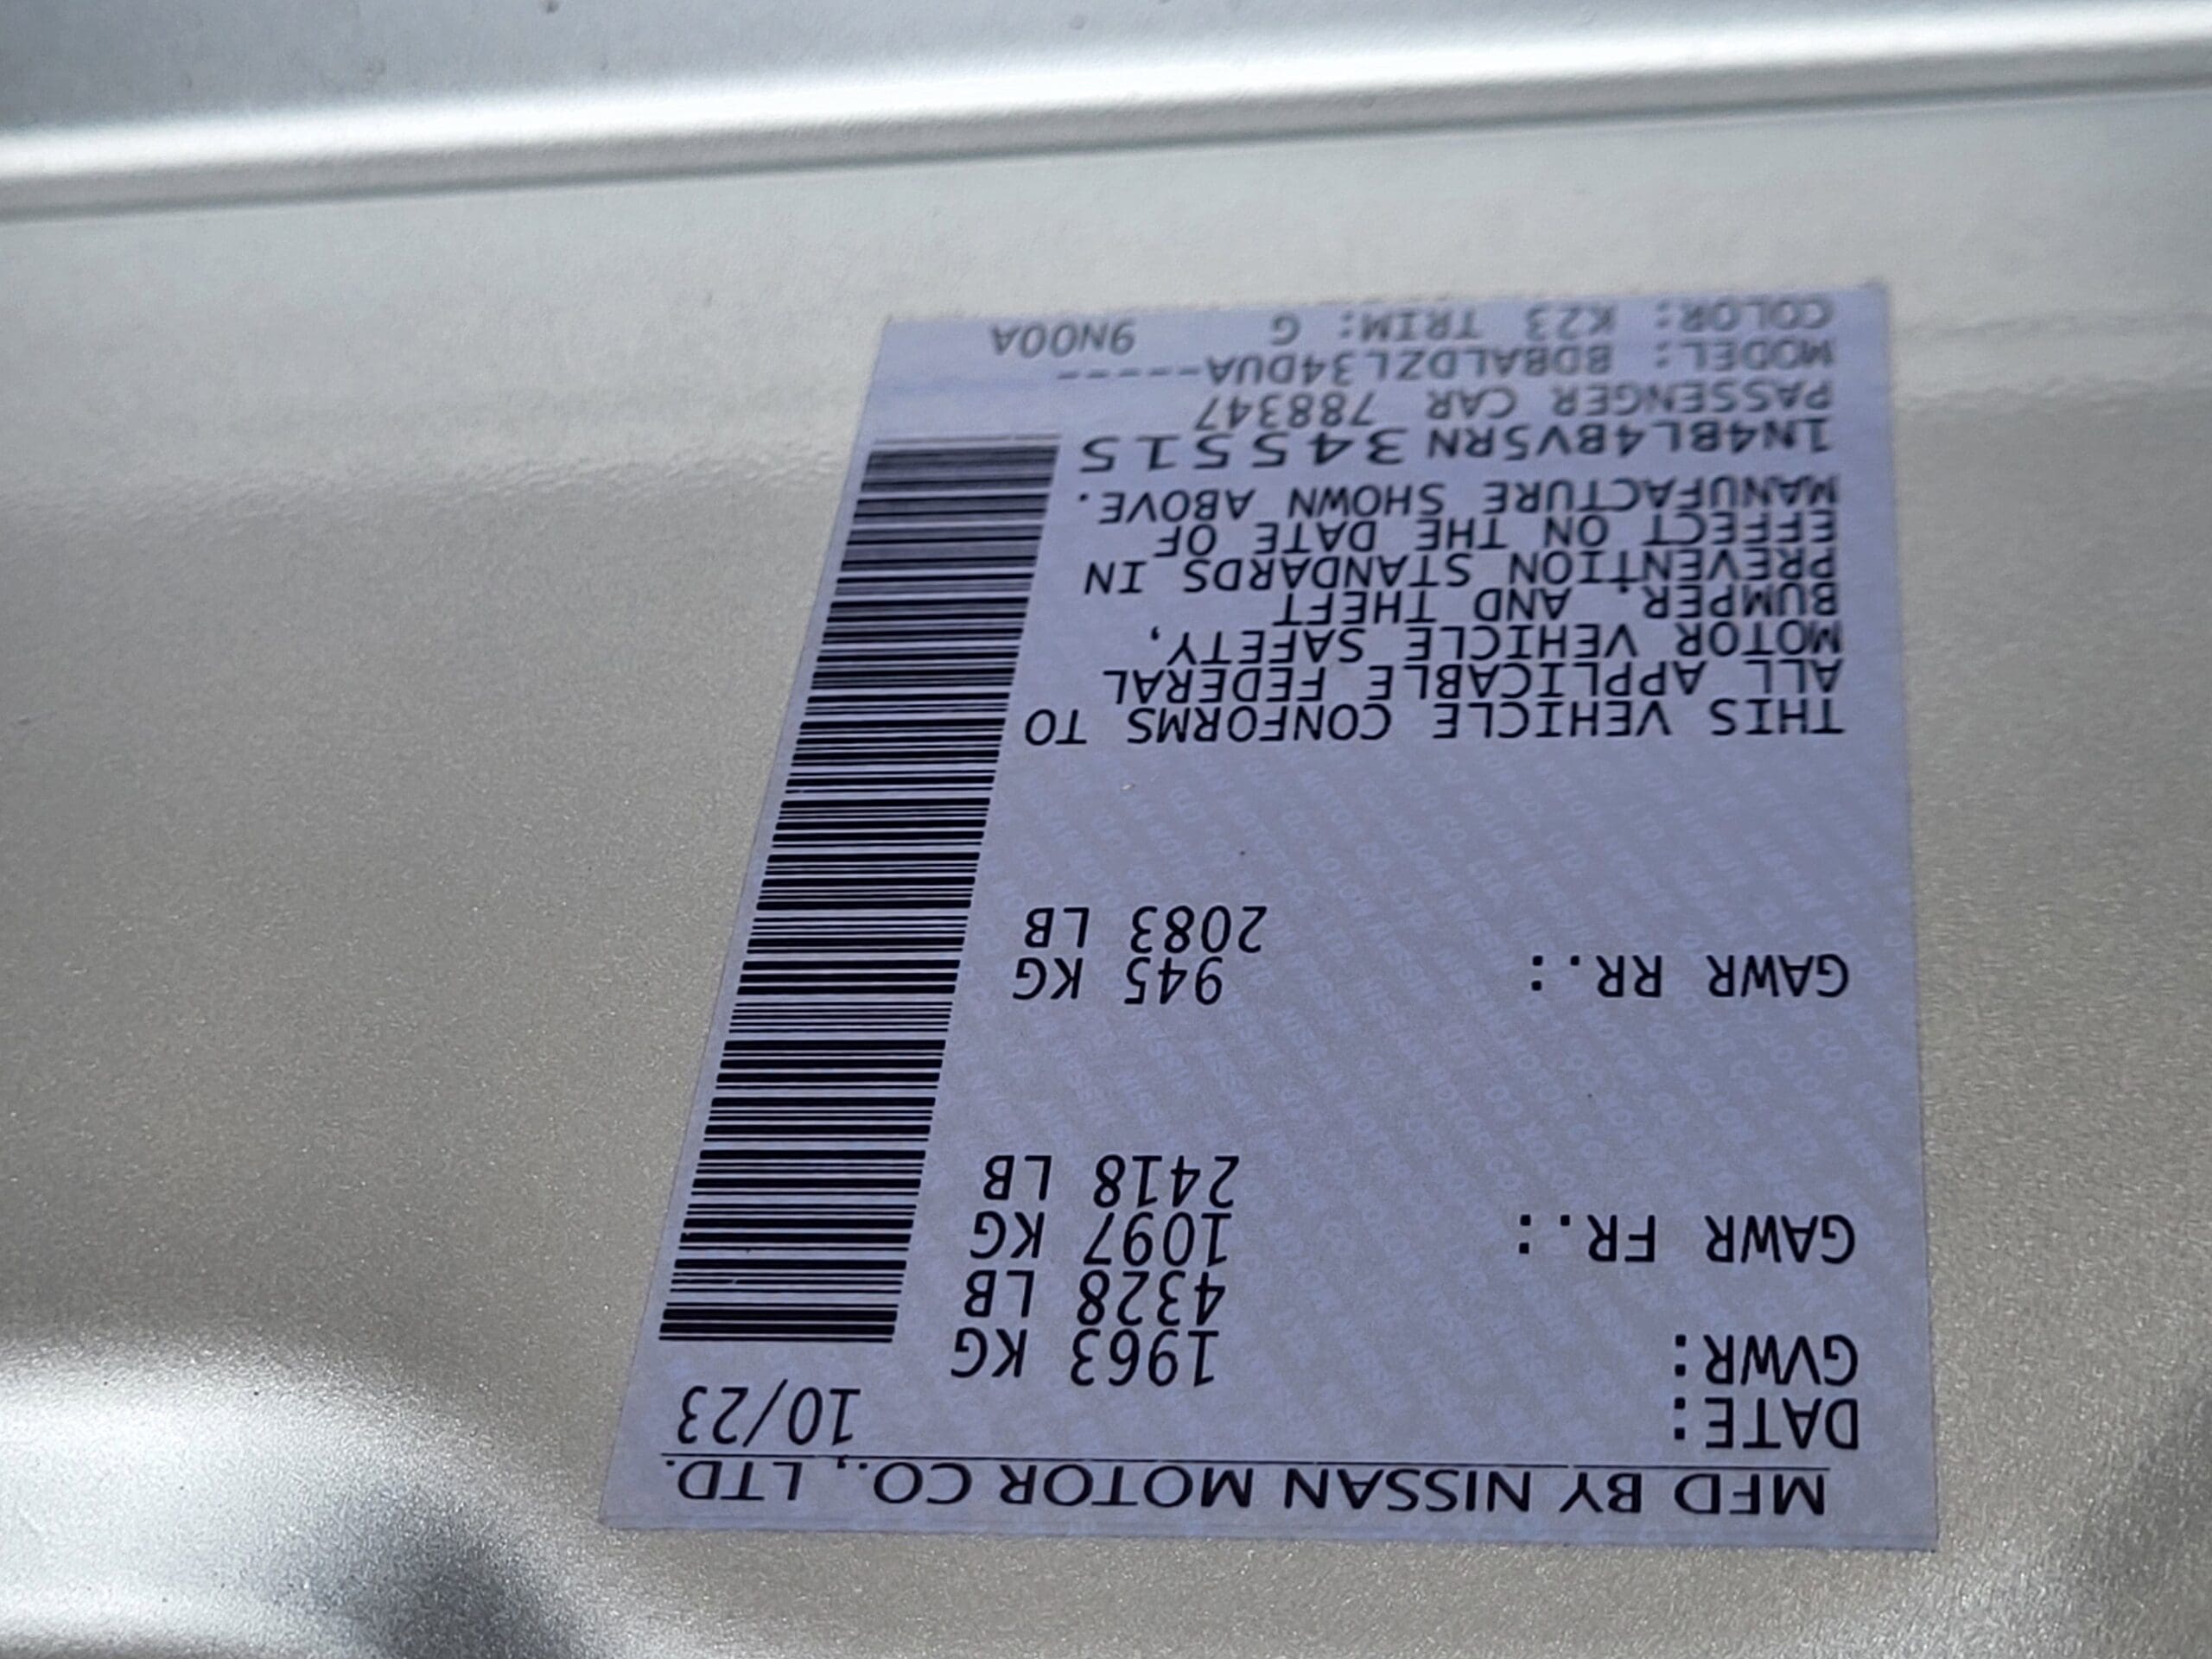 MFD BY NISSAN MOTOR CO., LTD.
DATE: 10/23
GVWR: 1963 KG
4328 LB
GAWR FR.: 1097 KG
2418 LB
GAWR RR.: 945 KG
2083 LB
THIS VEHICLE CONFORMS TO
ALL APPLICABLE FEDERAL
MOTOR VEHICLE SAFETY,
BUMPER, AND THEFT
PREVENTION STANDARDS IN
EFFECT ON THE DATE OF
MANUFACTURE SHOWN ABOVE.
1N4BL4BV5RN345515
PASSENGER CAR 788347
MODEL: BDBALDZL34DUA-----
COLOR: K23 TRIM: G 9N00A